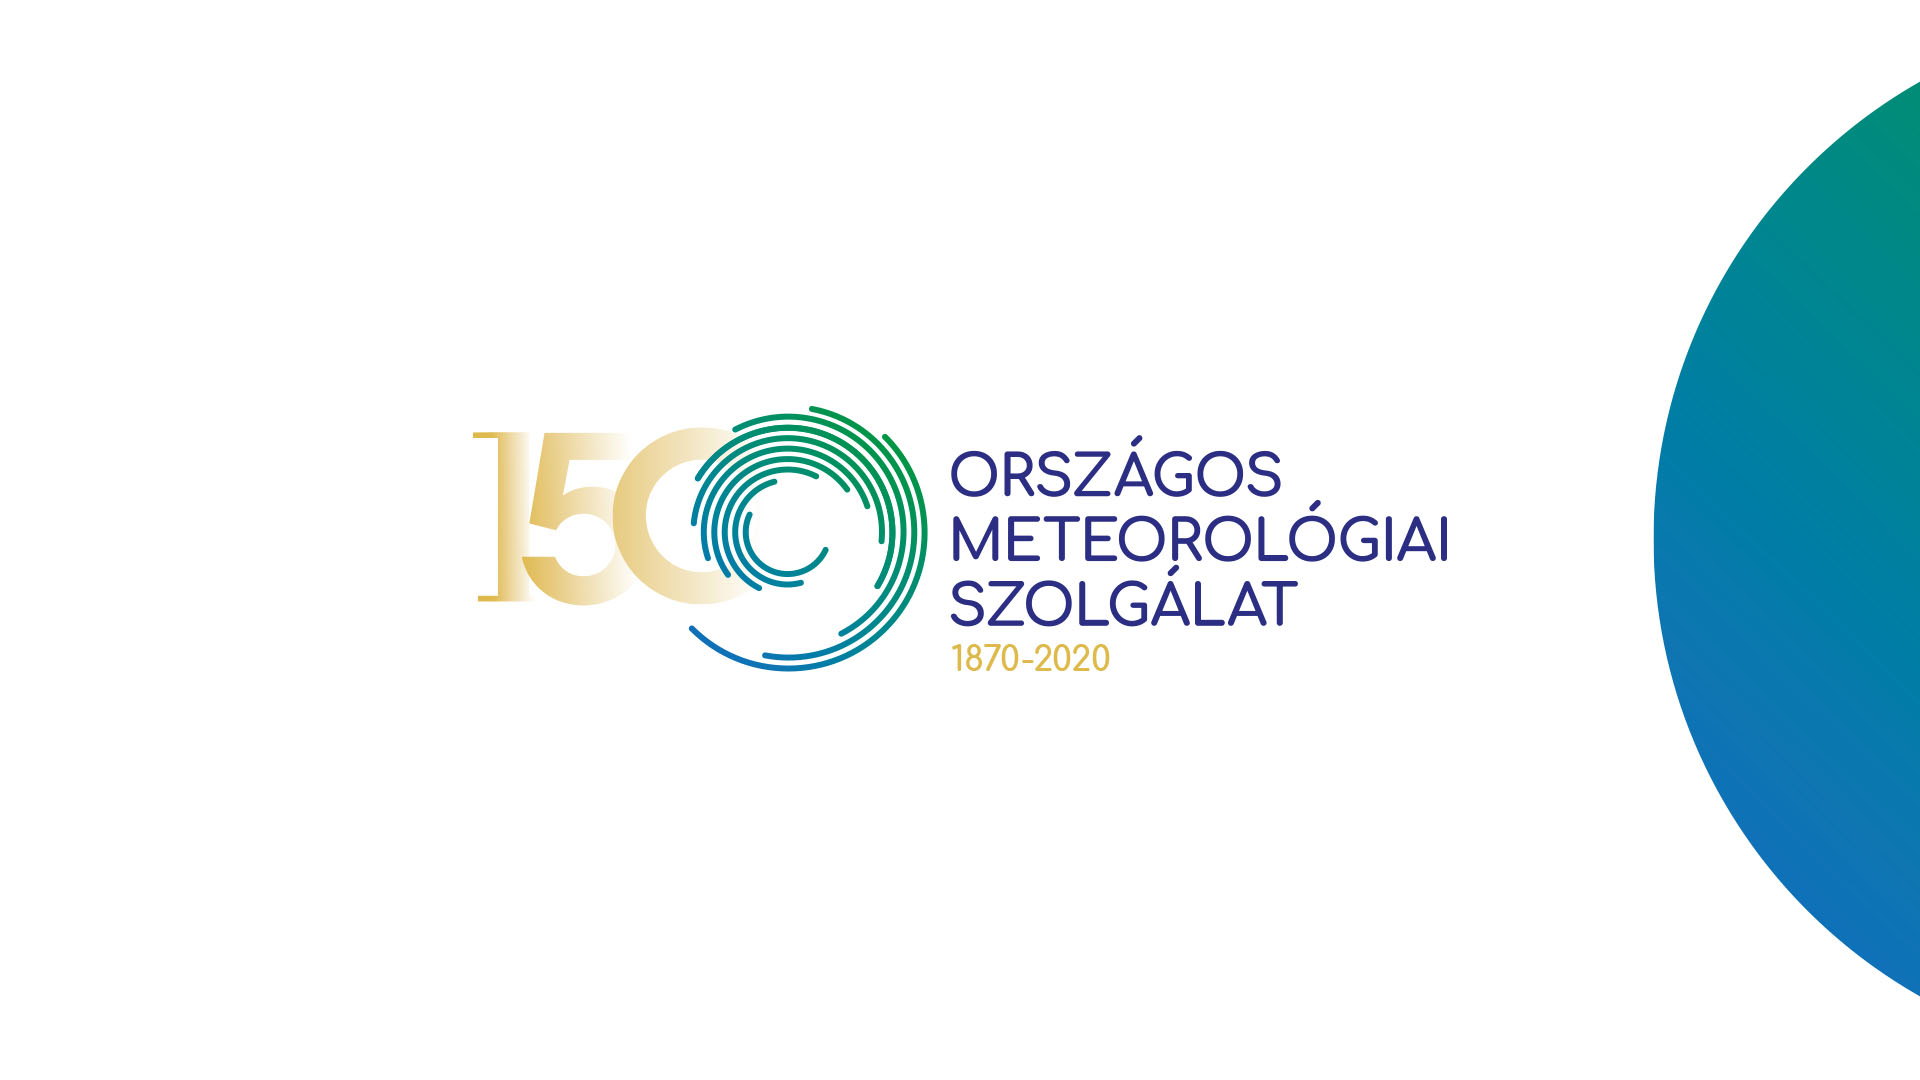 150
ORSZÁGOS
METEOROLÓGIAI
SZOLGÁLAT
1870-2020